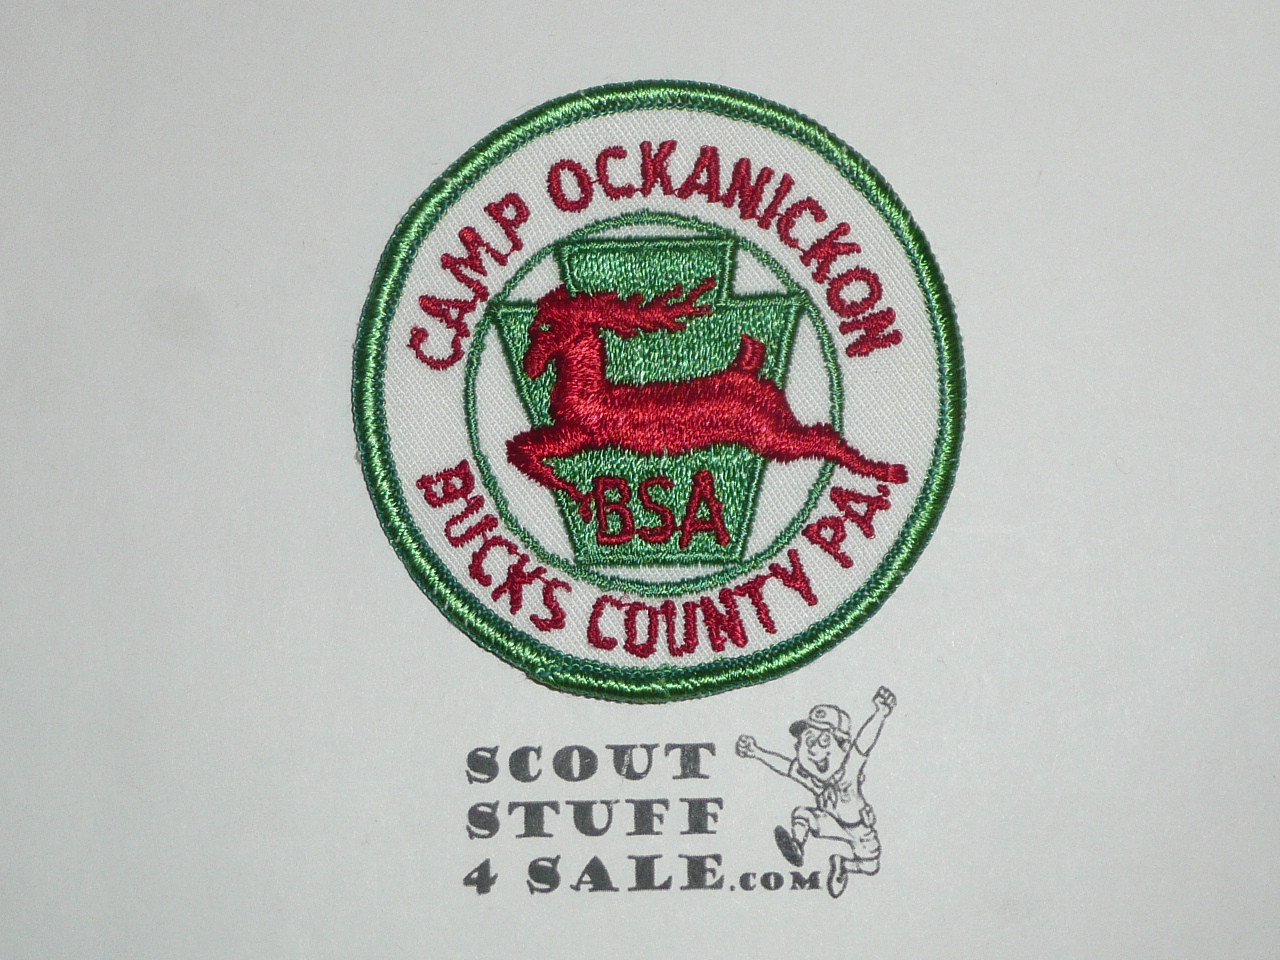 CAMP OCKANICKON
BSA
BUCKS COUNTY PA.
SCOUT
STUFF
4 SALE.COM